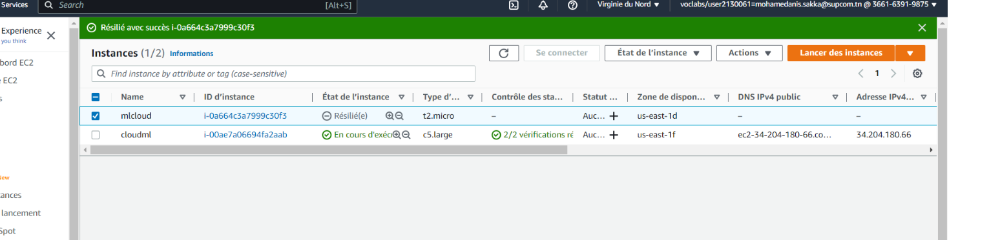 Services Search [Alt+S] Virginie du Nord voclabs/user2130061=mohamedanis.sakka@supcom.tn @ 3661-6391-9875
Experience
you think
bord EC2
e EC2
s
New
tances
lancement
Spot
Résilié avec succès i-0a664c3a7999c30f3
Instances (1/2) Informations Se connecter État de l'instance Actions Lancer des instances
Find instance by attribute or tag (case-sensitive) 1
Name ID d'instance État de l'instance Type d'... Contrôle des sta... Statut ... Zone de dispon... DNS IPv4 public Adresse IPv4...
mlcloud i-0a664c3a7999c30f3 Résilié(e) t2.micro – Auc... us-east-1d – –
cloudml i-00ae7a06694fa2aab En cours d'exéc t c5.large 2/2 vérifications ré Auc... us-east-1f ec2-34-204-180-66.co... 34.204.180.66